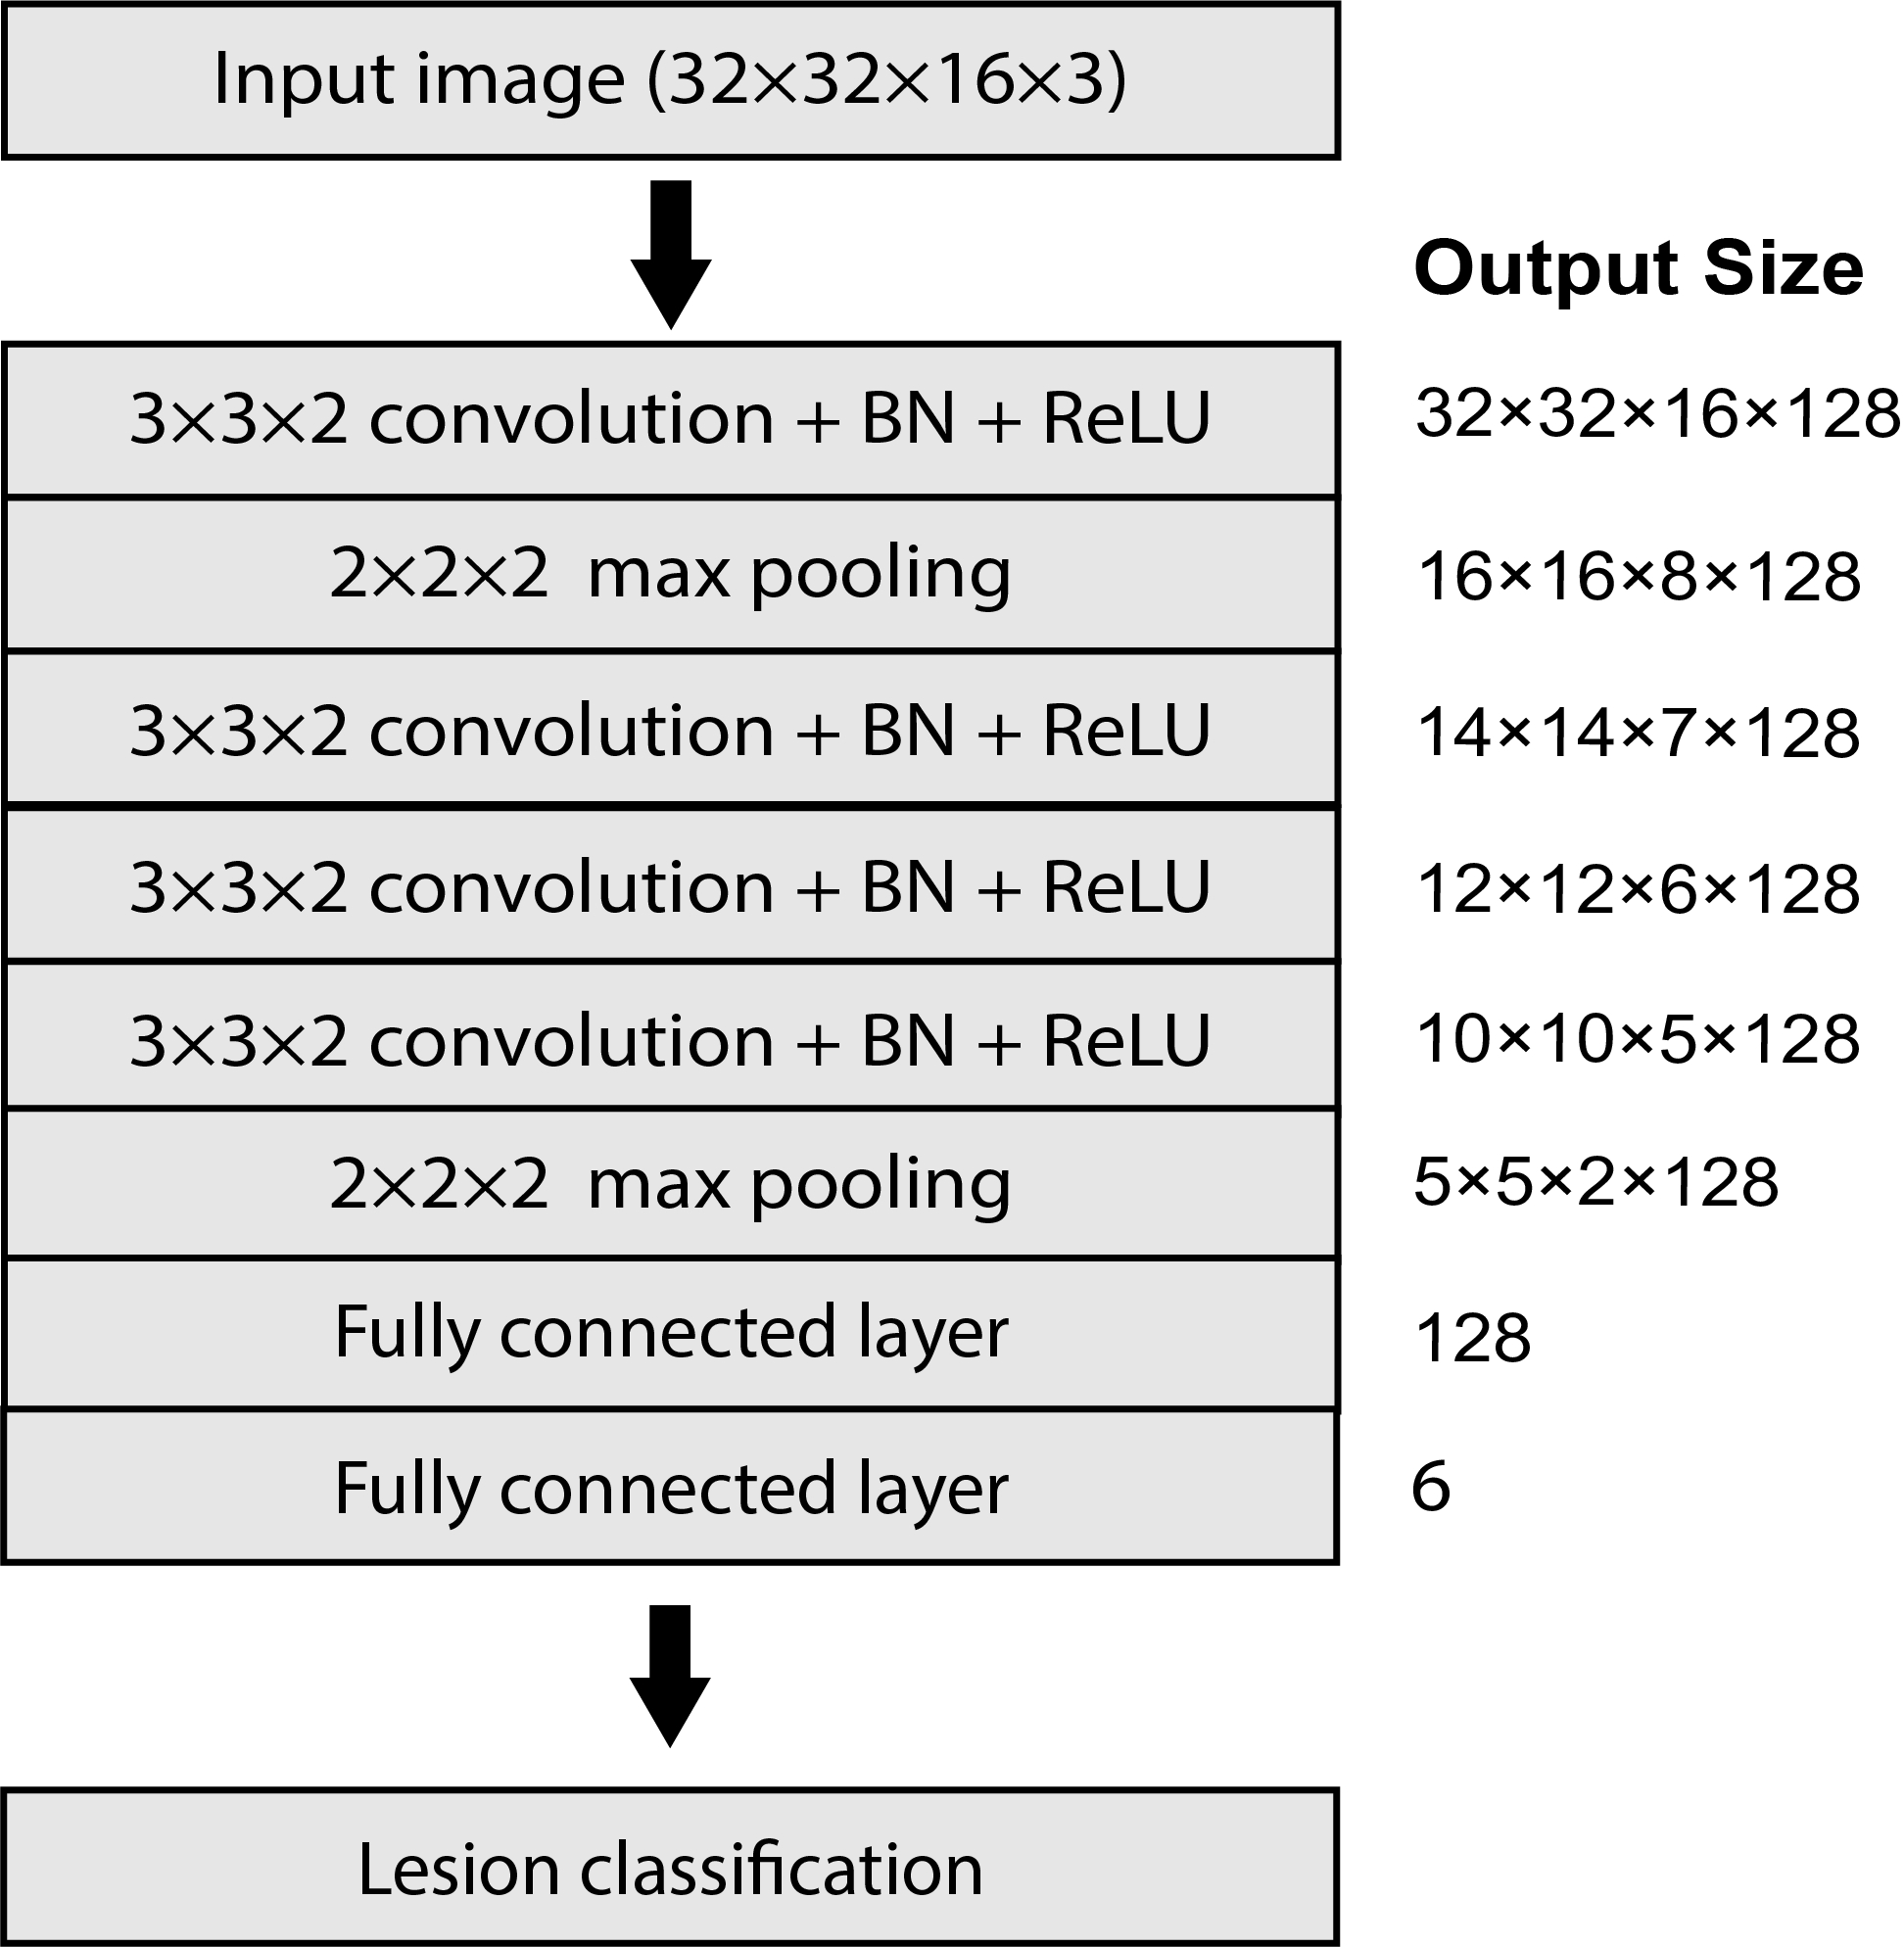 Input image (32×32×16×3)
Output Size
3×3×2 convolution + BN + ReLU 32×32×16×128
2×2×2 max pooling 16×16×8×128
3×3×2 convolution + BN + ReLU 14×14×7×128
3×3×2 convolution + BN + ReLU 12×12×6×128
3×3×2 convolution + BN + ReLU 10×10×5×128
2×2×2 max pooling 5×5×2×128
Fully connected layer 128
Fully connected layer 6
Lesion classification